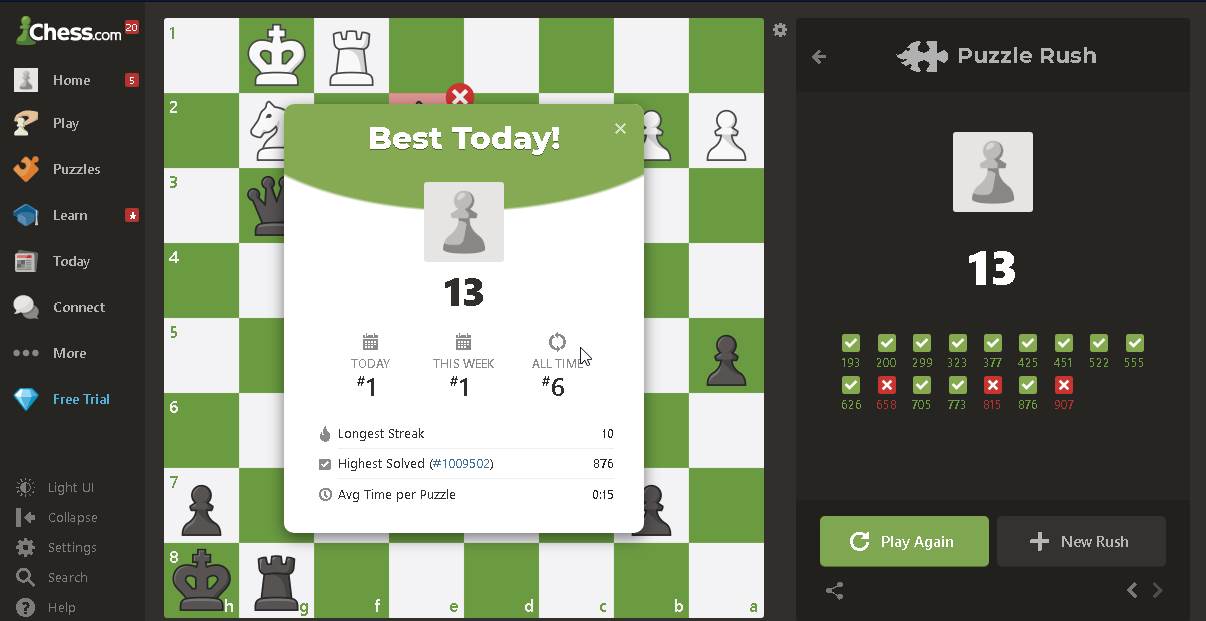 Chess.com 20
Home 5
Play
Puzzles
Learn
Today
Connect
More
Free Trial
Light UI
Collapse
Settings
Search
Help
1
2
3
4
5
6
7
8
h g f e d c b a
Best Today!
13
TODAY THIS WEEK ALL TIME
#1 #1 #6
Longest Streak 10
Highest Solved (#1009502) 876
Avg Time per Puzzle 0:15
Puzzle Rush
13
193 200 299 323 377 425 451 522 555
626 658 705 773 815 876 907
Play Again
New Rush